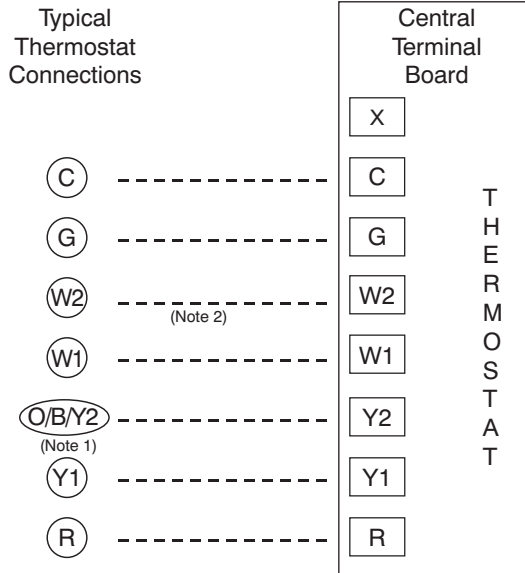 Typical
Thermostat
Connections
Central
Terminal
Board
X
C
C
G
G
W2
(Note 2)
W2
W1
W1
O/B/Y2
(Note 1)
Y2
Y1
Y1
R
R
THERMOSTAT